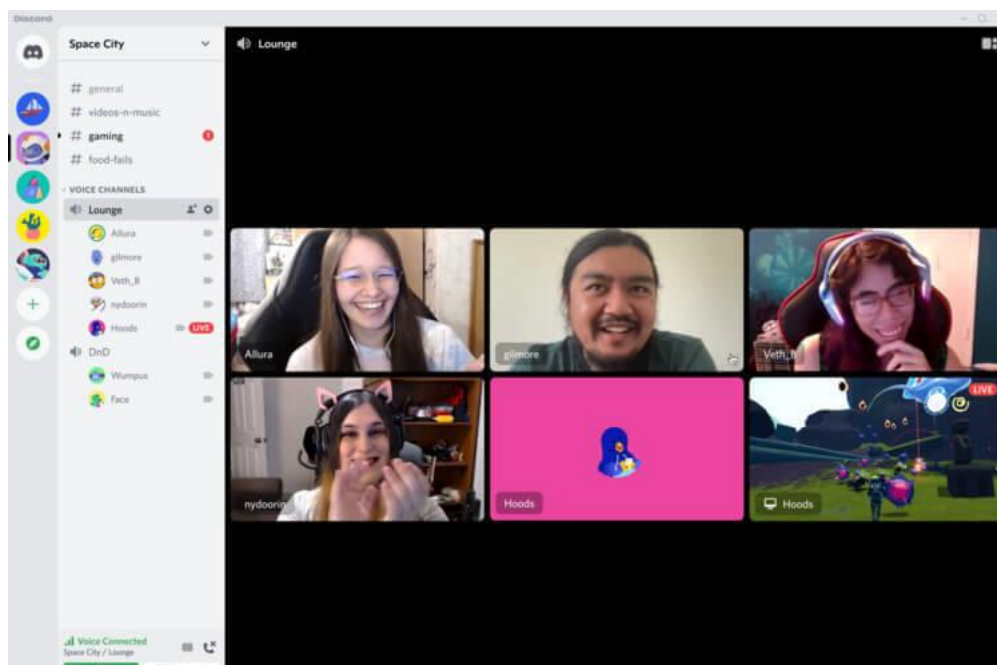 Discord
Space City
# general
# videos-n-music
# gaming
1
# food-fails
VOICE CHANNELS
Lounge
Allura
gilmore
Veth_B
nydoorin
Hoods
LIVE
DnD
Wumpus
Face
Voice Connected
Space City / Lounge
Lounge
Allura
gilmore
Veth_B
nydoorin
Hoods
LIVE
Hoods